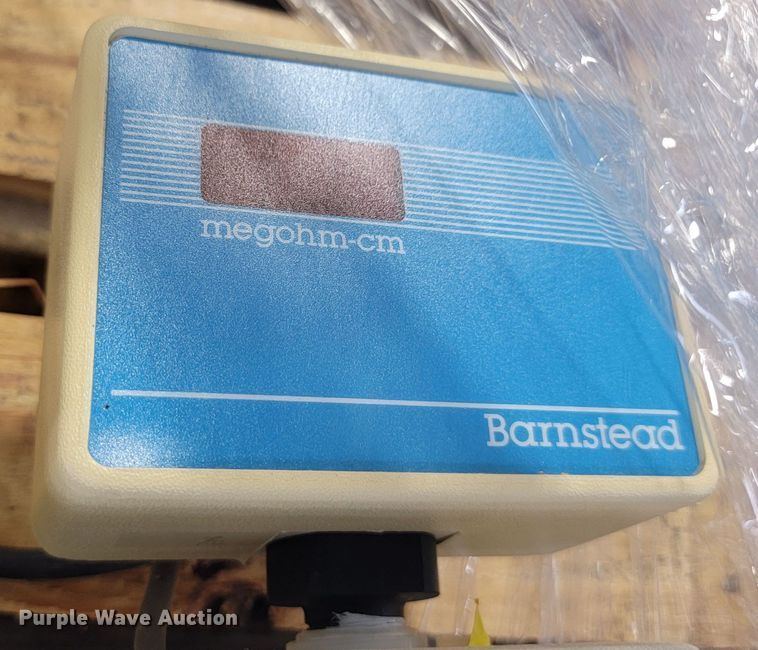 megohm-cm
Barnstead
Purple Wave Auction